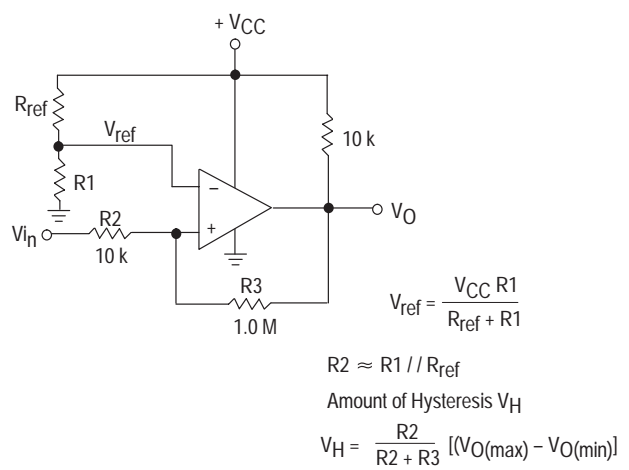 + VCC
Rref
Vref
10 k
R1
–
VO
Vin
R2
+
10 k
R3
1.0 M
Vref = VCC R1 / Rref + R1
R2 ≈ R1 // Rref
Amount of Hysteresis VH
VH = R2 / R2 + R3 [(VO(max) – VO(min)]